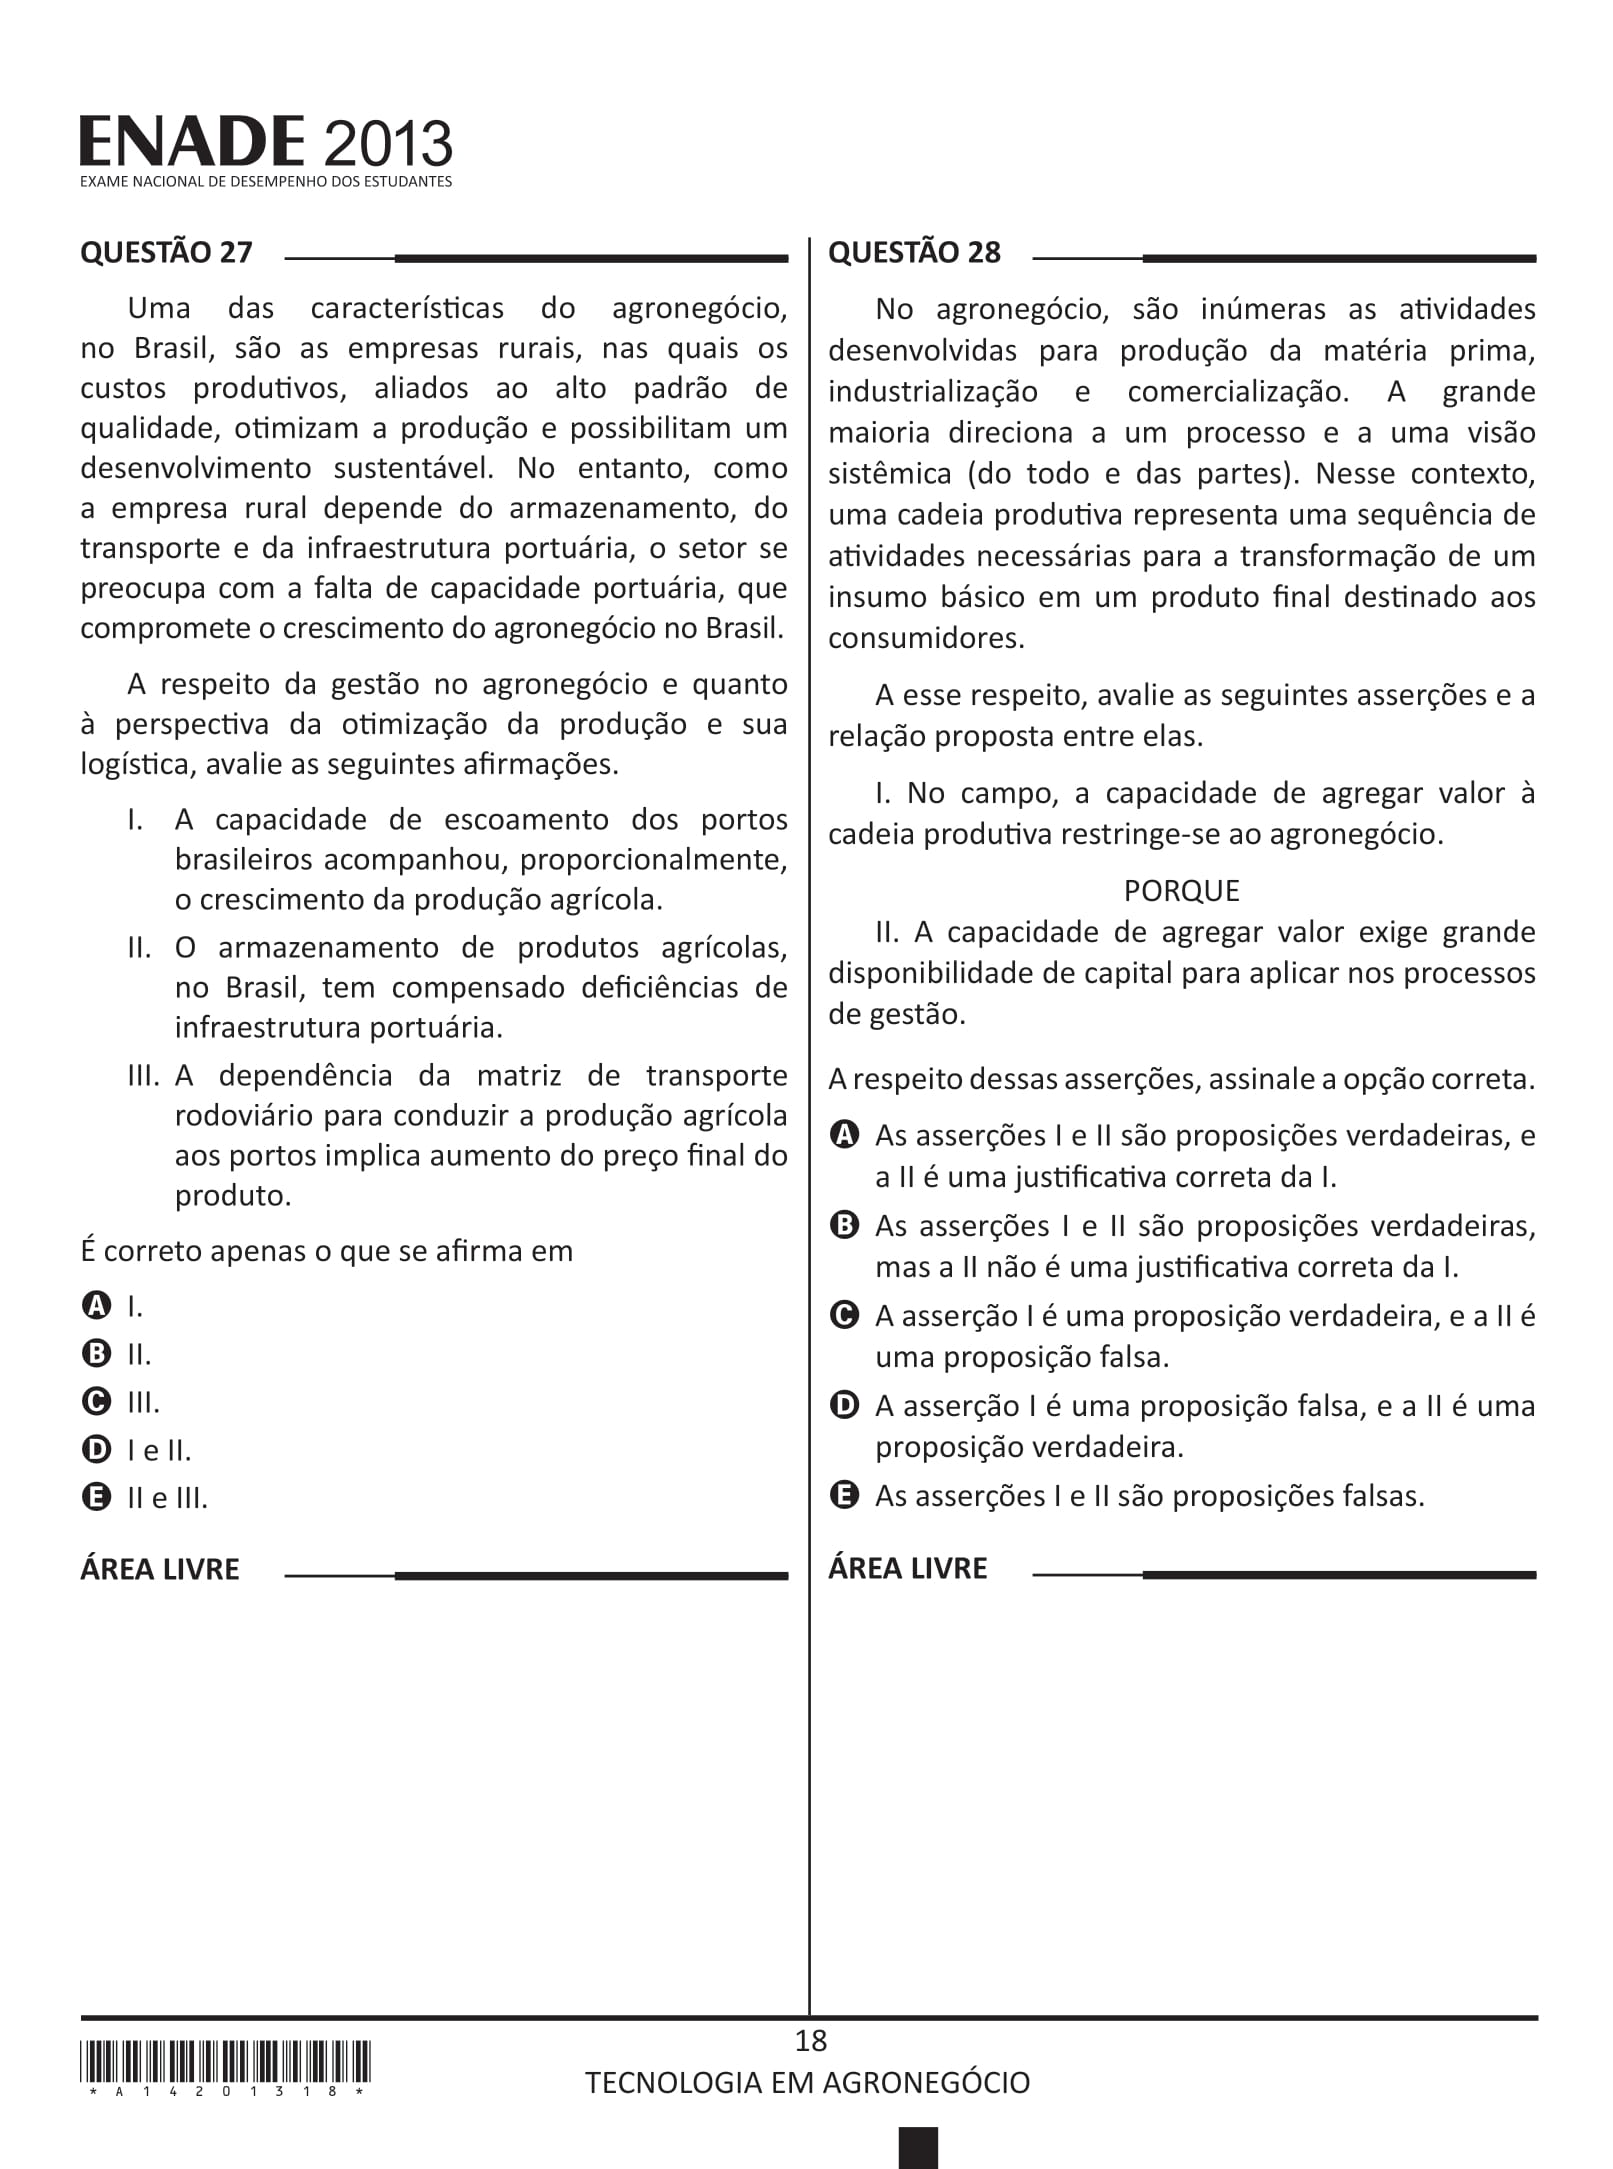 ENADE 2013
EXAME NACIONAL DE DESEMPENHO DOS ESTUDANTES
QUESTÃO 27
Uma das características do agronegócio,
no Brasil, são as empresas rurais, nas quais os
custos produtivos, aliados ao alto padrão de
qualidade, otimizam a produção e possibilitam um
desenvolvimento sustentável. No entanto, como
a empresa rural depende do armazenamento, do
transporte e da infraestrutura portuária, o setor se
preocupa com a falta de capacidade portuária, que
compromete o crescimento do agronegócio no Brasil.
A respeito da gestão no agronegócio e quanto
à perspectiva da otimização da produção e sua
logística, avalie as seguintes afirmações.
I. A capacidade de escoamento dos portos
brasileiros acompanhou, proporcionalmente,
o crescimento da produção agrícola.
II. O armazenamento de produtos agrícolas,
no Brasil, tem compensado deficiências de
infraestrutura portuária.
III. A dependência da matriz de transporte
rodoviário para conduzir a produção agrícola
aos portos implica aumento do preço final do
produto.
É correto apenas o que se afirma em
A I.
B II.
C III.
D I e II.
E II e III.
ÁREA LIVRE
QUESTÃO 28
No agronegócio, são inúmeras as atividades
desenvolvidas para produção da matéria prima,
industrialização e comercialização. A grande
maioria direciona a um processo e a uma visão
sistêmica (do todo e das partes). Nesse contexto,
uma cadeia produtiva representa uma sequência de
atividades necessárias para a transformação de um
insumo básico em um produto final destinado aos
consumidores.
A esse respeito, avalie as seguintes asserções e a
relação proposta entre elas.
I. No campo, a capacidade de agregar valor à
cadeia produtiva restringe-se ao agronegócio.
PORQUE
II. A capacidade de agregar valor exige grande
disponibilidade de capital para aplicar nos processos
de gestão.
A respeito dessas asserções, assinale a opção correta.
A As asserções I e II são proposições verdadeiras, e
a II é uma justificativa correta da I.
B As asserções I e II são proposições verdadeiras,
mas a II não é uma justificativa correta da I.
C A asserção I é uma proposição verdadeira, e a II é
uma proposição falsa.
D A asserção I é uma proposição falsa, e a II é uma
proposição verdadeira.
E As asserções I e II são proposições falsas.
ÁREA LIVRE
18
TECNOLOGIA EM AGRONEGÓCIO
* A 1 4 2 0 1 3 1 8 *